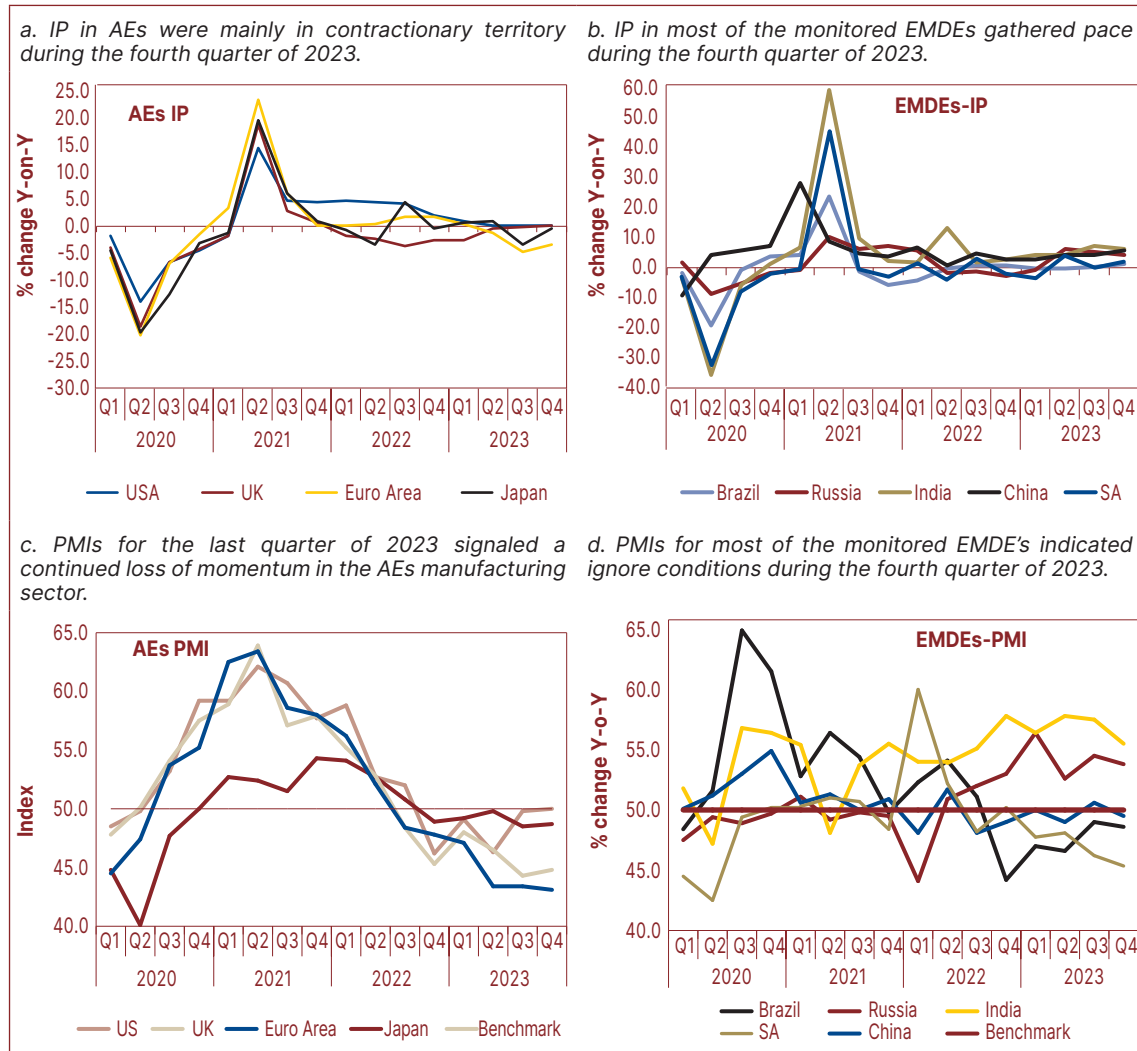 a. IP in AEs were mainly in contractionary territory
during the fourth quarter of 2023.
AEs IP
% change Y-on-Y
25.0
20.0
15.0
10.0
5.0
0.0
-5.0
-10.0
-15.0
-20.0
-25.0
-30.0
Q1 Q2 Q3 Q4 Q1 Q2 Q3 Q4 Q1 Q2 Q3 Q4 Q1 Q2 Q3 Q4
2020 2021 2022 2023
USA UK Euro Area Japan
b. IP in most of the monitored EMDEs gathered pace
during the fourth quarter of 2023.
EMDEs-IP
% change Y-on-Y
60.0
50.0
40.0
30.0
20.0
10.0
0.0
-10.0
-20.0
-30.0
-40.0
Q1 Q2 Q3 Q4 Q1 Q2 Q3 Q4 Q1 Q2 Q3 Q4 Q1 Q2 Q3 Q4
2020 2021 2022 2023
Brazil Russia India China SA
c. PMIs for the last quarter of 2023 signaled a
continued loss of momentum in the AEs manufacturing
sector.
AEs PMI
Index
65.0
60.0
55.0
50.0
45.0
40.0
Q1 Q2 Q3 Q4 Q1 Q2 Q3 Q4 Q1 Q2 Q3 Q4 Q1 Q2 Q3 Q4
2020 2021 2022 2023
US UK Euro Area Japan Benchmark
d. PMIs for most of the monitored EMDE's indicated
ignore conditions during the fourth quarter of 2023.
EMDEs-PMI
% change Y-o-Y
65.0
60.0
55.0
50.0
45.0
40.0
Q1 Q2 Q3 Q4 Q1 Q2 Q3 Q4 Q1 Q2 Q3 Q4 Q1 Q2 Q3 Q4
2020 2021 2022 2023
Brazil Russia India
SA China Benchmark